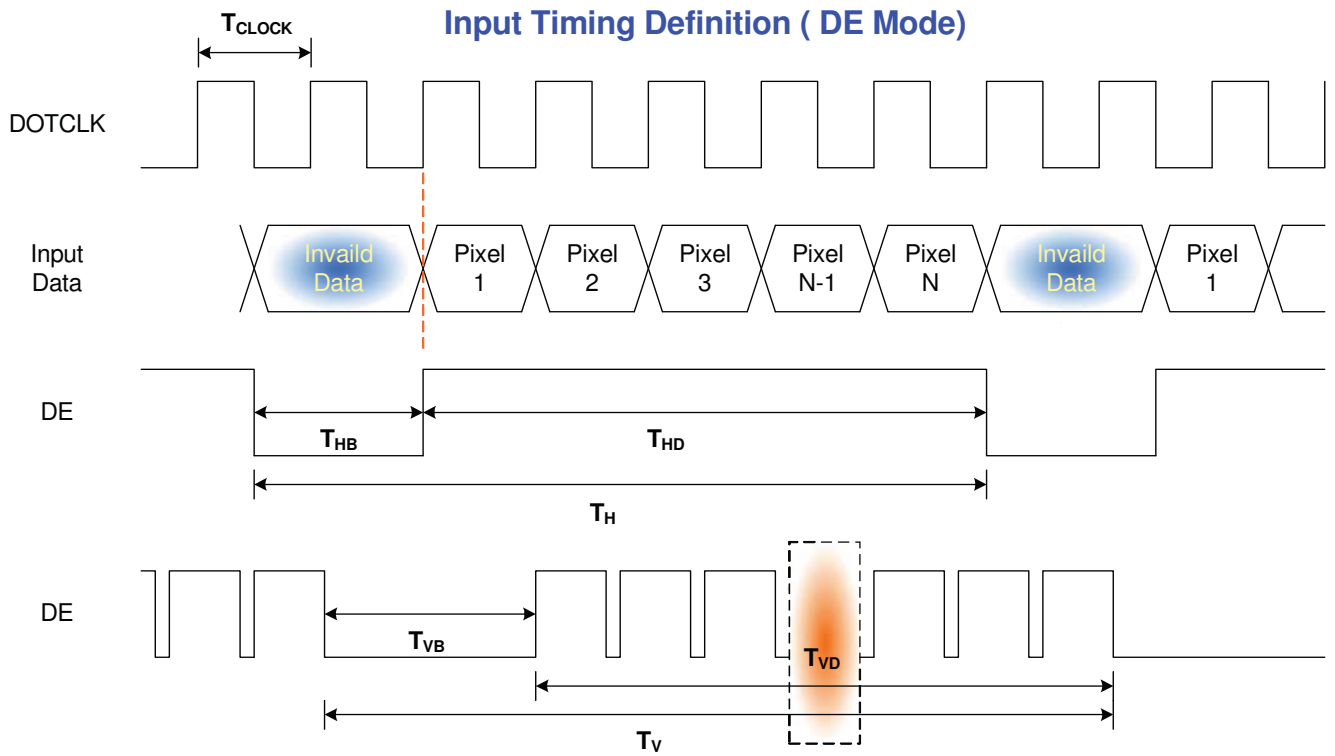 Input Timing Definition ( DE Mode)
TCLOCK
DOTCLK
Input
Data
Invaild
Data
Pixel
1
Pixel
2
Pixel
3
Pixel
N-1
Pixel
N
Invaild
Data
Pixel
1
DE
THB
THD
TH
DE
TVB
TVD
TV